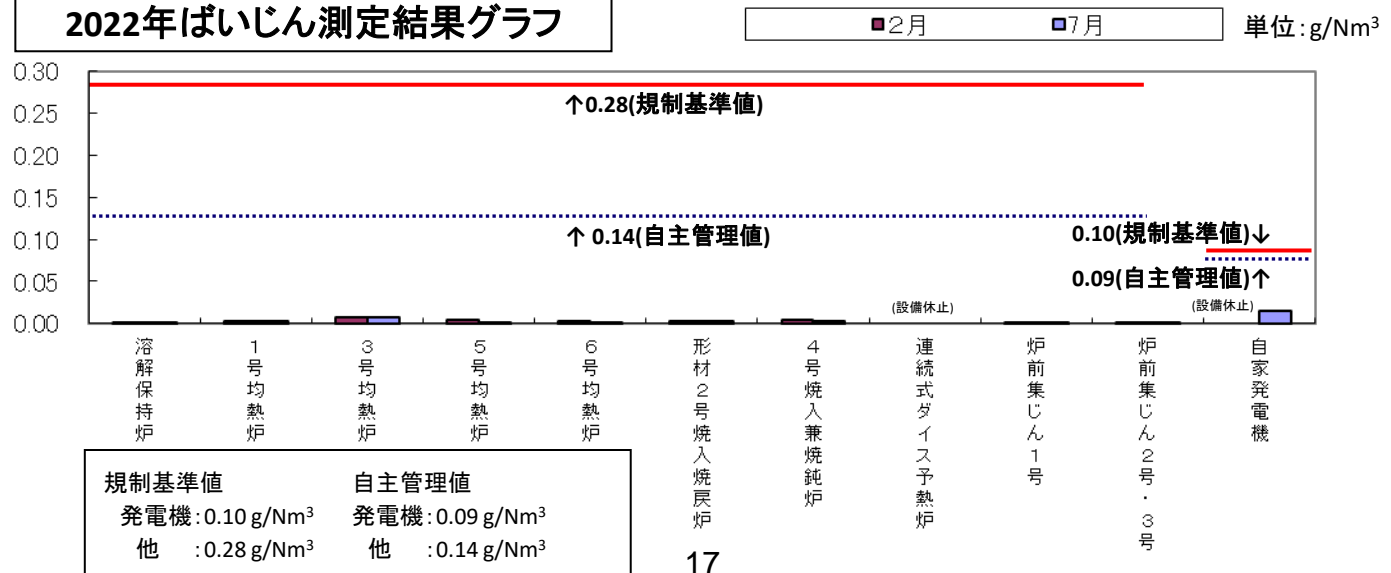 2022年ばいじん測定結果グラフ
2月 7月
単位:g/Nm³
0.30
0.25
0.20
0.15
0.10
0.05
0.00
↑0.28(規制基準値)
↑ 0.14(自主管理値)
0.10(規制基準値)↓
0.09(自主管理値)↑
(設備休止)
(設備休止)
溶解保持炉
1号均熱炉
3号均熱炉
5号均熱炉
6号均熱炉
形材2号焼入焼戻炉
4号焼入兼焼鈍炉
連続式ダイス予熱炉
炉前集じん1号
炉前集じん2号・3号
自家発電機
規制基準値 自主管理値
発電機:0.10 g/Nm³ 発電機:0.09 g/Nm³
他 :0.28 g/Nm³ 他 :0.14 g/Nm³
17